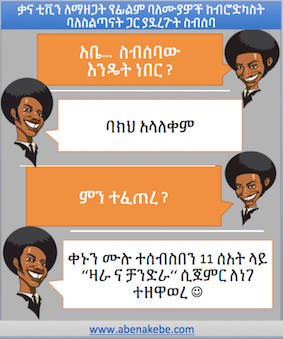 ቃና ቲቪን ለማዘጋት የፊልም ባለሙያዎች ከብሮድካስት
ባለስልጣናት ጋር ያደረጉት ስብሰባ
አቤ... ስብሰባው
እንዴት ነበር ?
ባክህ አላለቀም
ምን ተፈጠረ ?
ቀኑን ሙሉ ተሰብስበን 11 ሰአት ላይ
“ዛራ ና ቻንድራ“ ሲጀምር ለነገ
ተዘዋወረ ☺
www.abenakebe.com